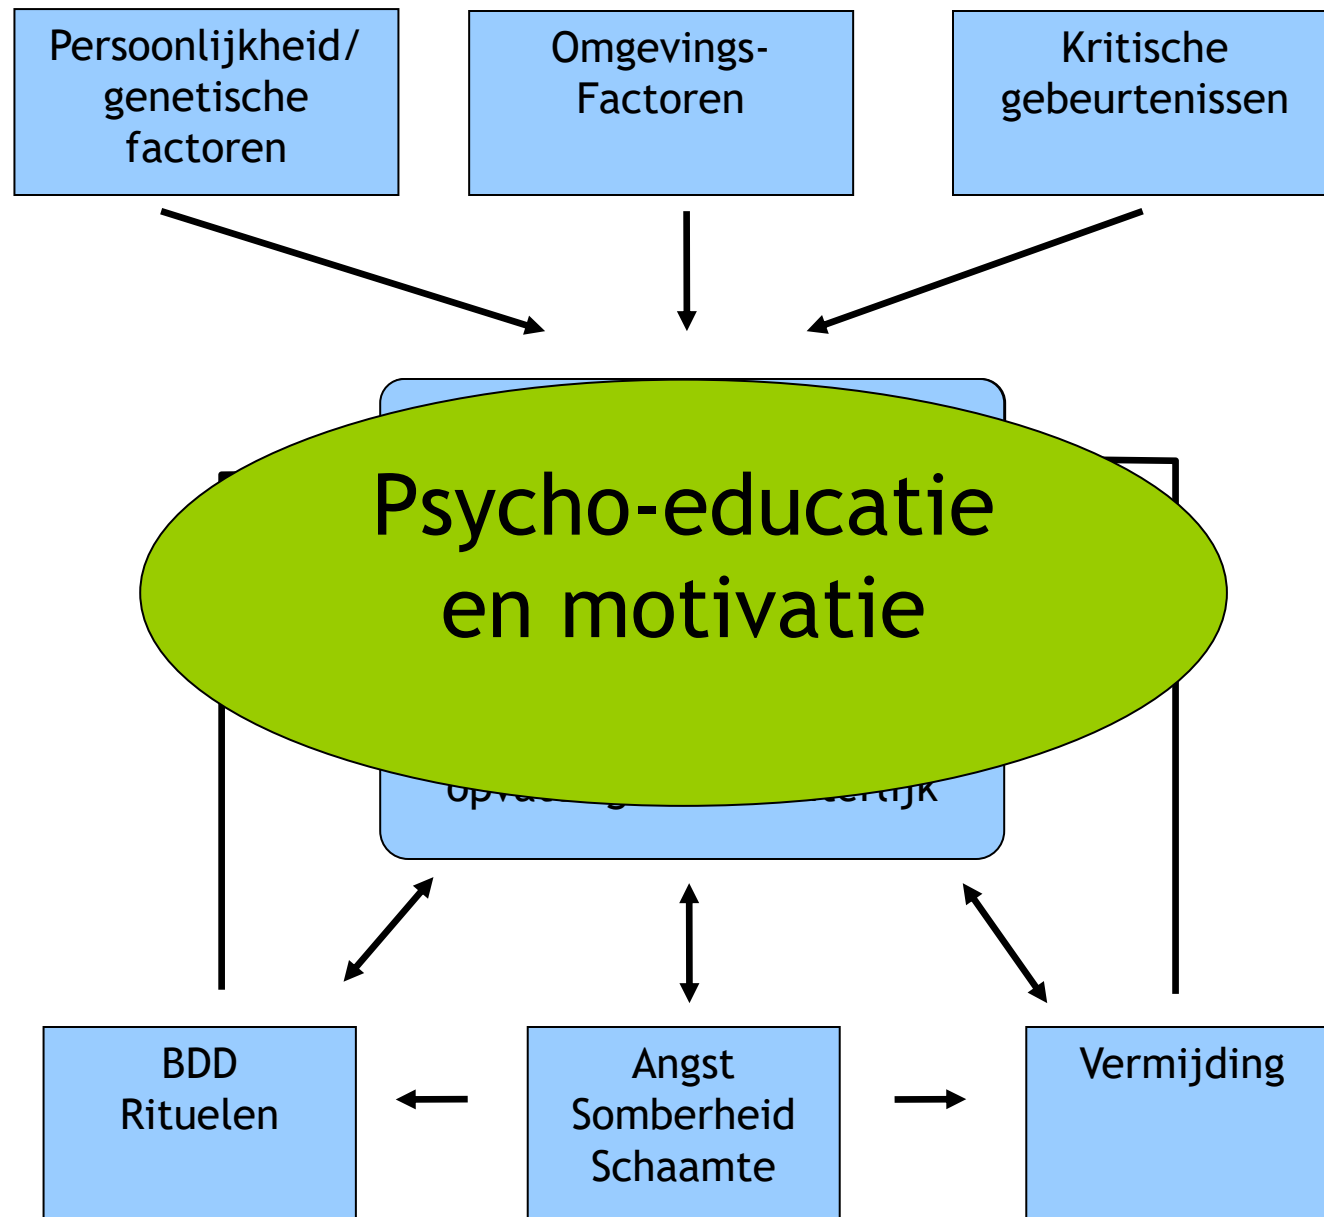 Persoonlijkheid/
genetische
factoren
Omgevings-
Factoren
Kritische
gebeurtenissen
Psycho-educatie
en motivatie
BDD
Rituelen
Angst
Somberheid
Schaamte
Vermijding